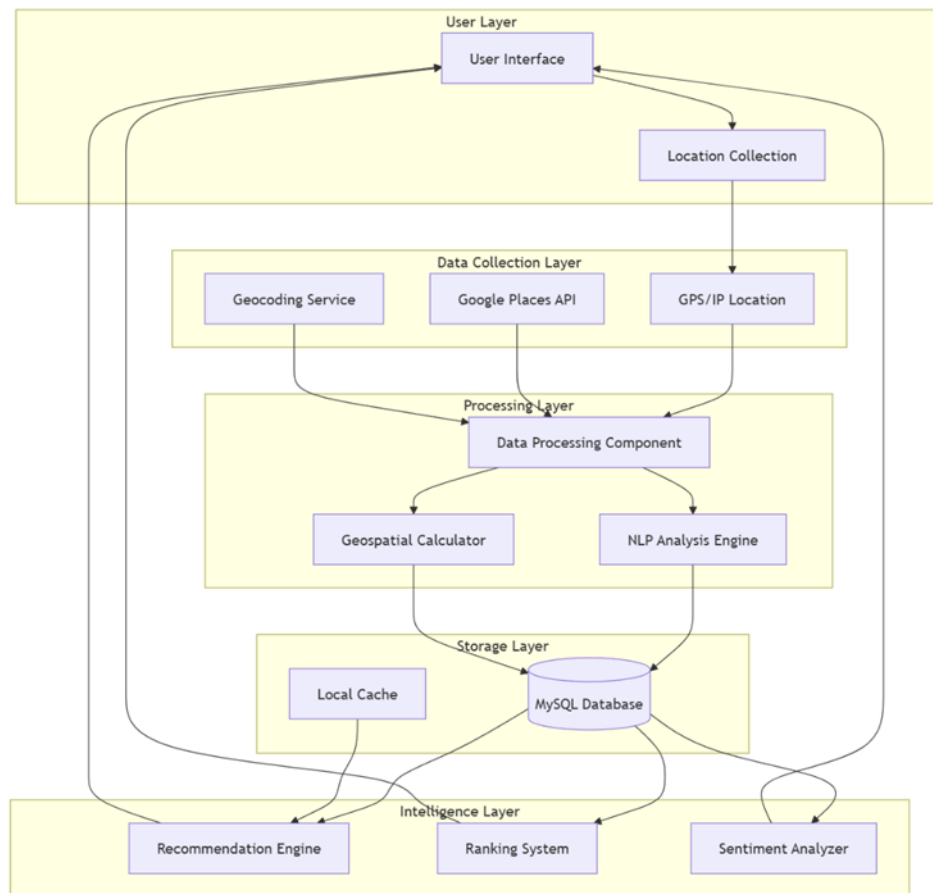 User Layer
User Interface
Location Collection
Data Collection Layer
Geocoding Service
Google Places API
GPS/IP Location
Processing Layer
Data Processing Component
Geospatial Calculator
NLP Analysis Engine
Storage Layer
Local Cache
MySQL Database
Intelligence Layer
Recommendation Engine
Ranking System
Sentiment Analyzer